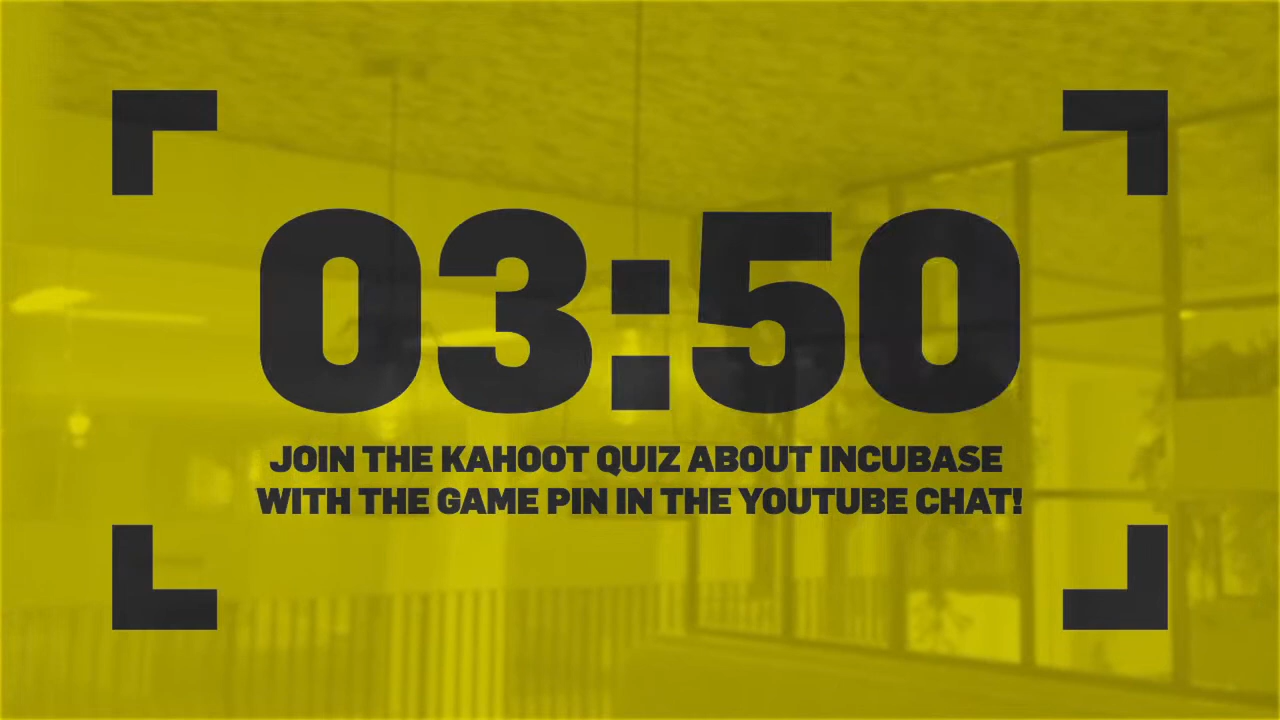 03:50
JOIN THE KAHOOT QUIZ ABOUT INCUBASE
WITH THE GAME PIN IN THE YOUTUBE CHAT!